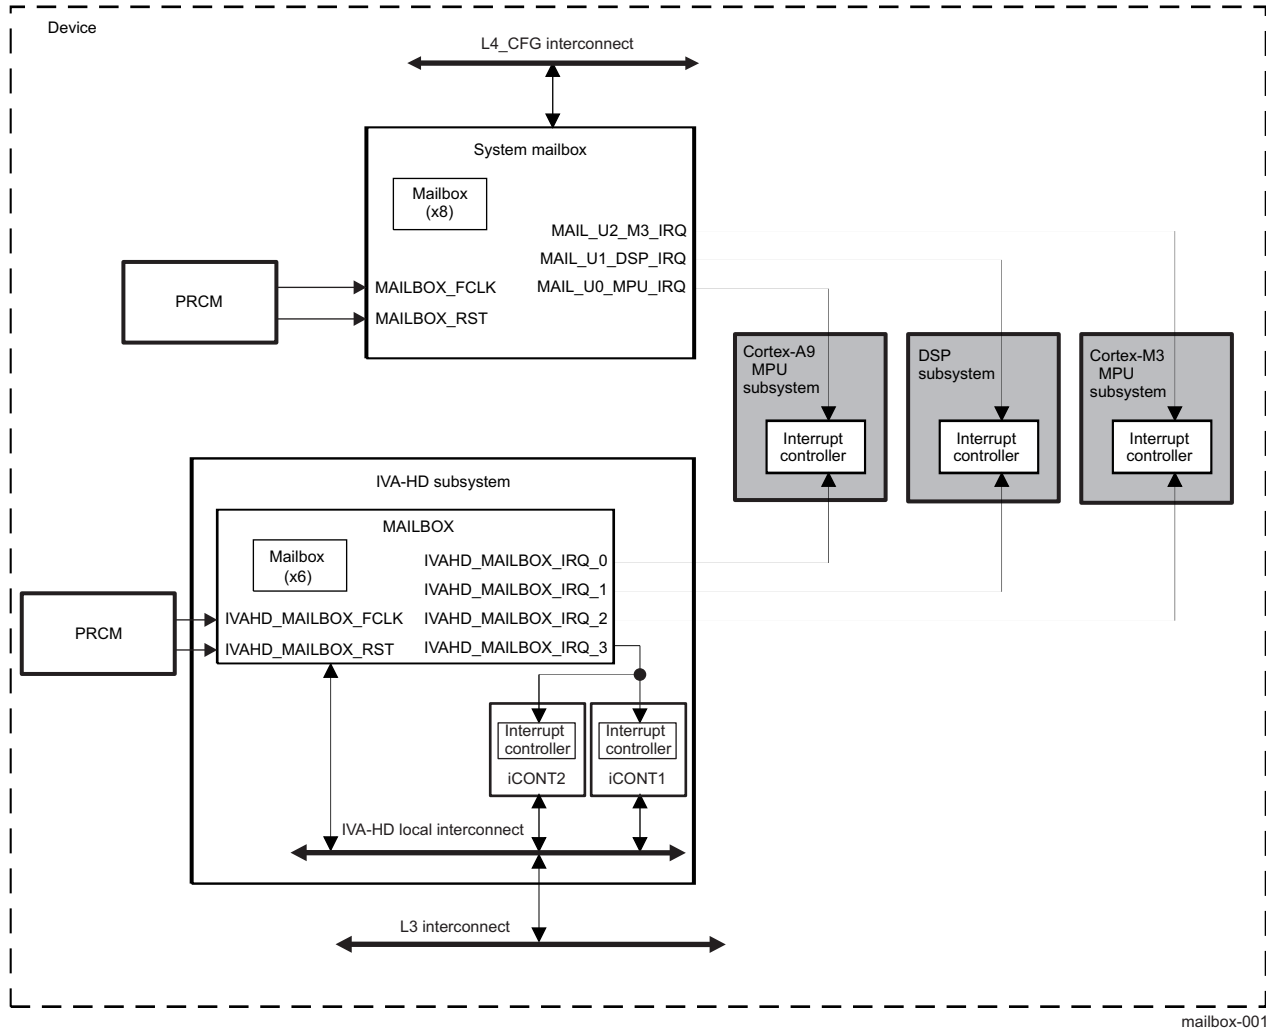 Device
L4_CFG interconnect
System mailbox
Mailbox
(x8)
MAIL_U2_M3_IRQ
MAIL_U1_DSP_IRQ
MAIL_U0_MPU_IRQ
PRCM
MAILBOX_FCLK
MAILBOX_RST
Cortex-A9
MPU
subsystem
Interrupt
controller
DSP
subsystem
Interrupt
controller
Cortex-M3
MPU
subsystem
Interrupt
controller
IVA-HD subsystem
MAILBOX
Mailbox
(x6)
IVAHD_MAILBOX_IRQ_0
IVAHD_MAILBOX_IRQ_1
IVAHD_MAILBOX_IRQ_2
IVAHD_MAILBOX_IRQ_3
PRCM
IVAHD_MAILBOX_FCLK
IVAHD_MAILBOX_RST
Interrupt
controller
iCONT2
Interrupt
controller
iCONT1
IVA-HD local interconnect
L3 interconnect
mailbox-001